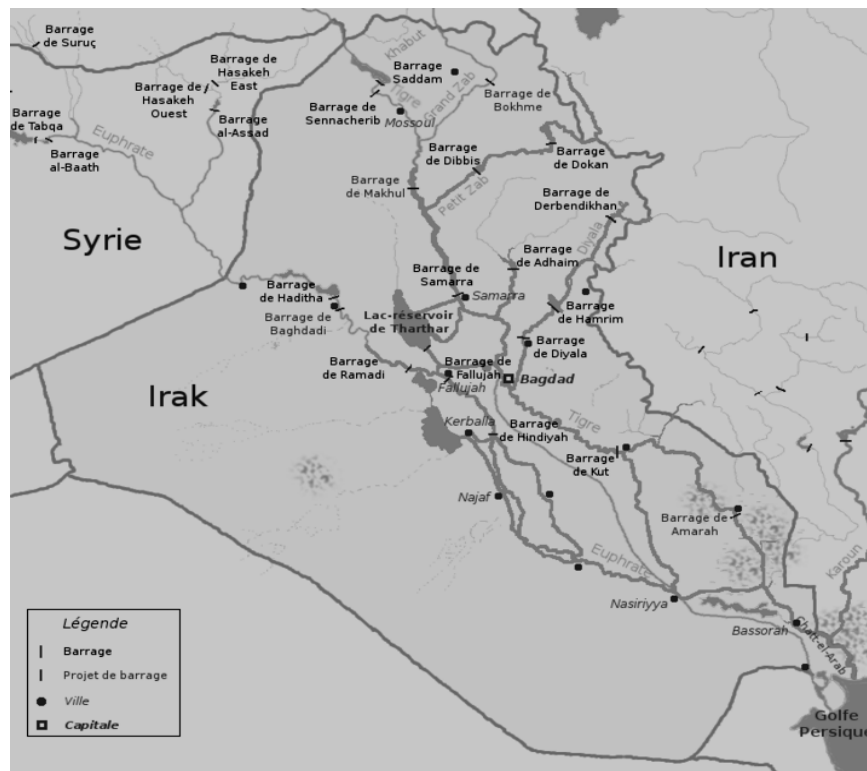 Barrage
de Suruç
Barrage de
Hasakeh
East
Barrage de
Hasakeh
Ouest
Barrage
al-Assad
Barrage
de Tabqa
Barrage
al-Baath
Euphrate
Khabut
Barrage
Saddam
Tigre
Grand Zab
Barrage de
Bokhme
Barrage de
Sennacherib
Mossoul
Barrage
de Dibbis
Barrage
de Dokan
Barrage
de Makhul
Petit Zab
Barrage de
Derbendikhan
Diyala
Syrie
Iran
Barrage
de Adhaim
Barrage de
Samarra
Samarra
Barrage
de Haditha
Barrage de
Baghdadi
Lac-réservoir
de Tharthar
Barrage
de Hamrim
Barrage
de Diyala
Barrage
de Ramadi
Barrage de
Fallujah
Fallujah
Bagdad
Irak
Tigre
Kerballa
Barrage
de Hindiyah
Barrage
de Kut
Najaf
Barrage de
Amarah
Euphrate
Karoun
Nasiriyya
Bassorah
Chatt-el-Arab
Golfe
Persique
Légende
Barrage
Projet de barrage
Ville
Capitale